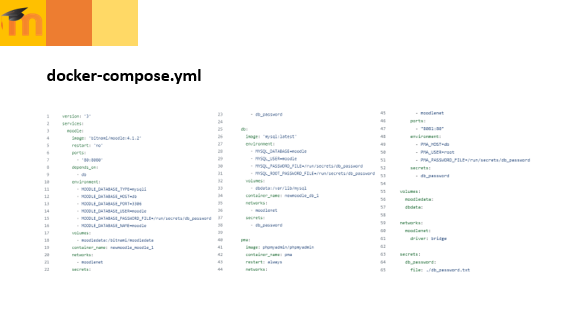 docker-compose.yml
1 version: '3'
2 services:
3 moodle:
4 image: 'bitnami/moodle:4.1.2'
5 restart: 'no'
6 ports:
7 - '80:8080'
8 depends_on:
9 - db
10 environment:
11 - MOODLE_DATABASE_TYPE=mysqli
12 - MOODLE_DATABASE_HOST=db
13 - MOODLE_DATABASE_PORT=3306
14 - MOODLE_DATABASE_USER=moodle
15 - MOODLE_DATABASE_PASSWORD_FILE=/run/secrets/db_password
16 - MOODLE_DATABASE_NAME=moodle
17 volumes:
18 - moodledata:/bitnami/moodledata
19 container_name: newmoodle_moodle_1
20 networks:
21 - moodlenet
22 secrets:
23 - db_password
25 db:
26 image: 'mysql:latest'
27 environment:
28 - MYSQL_DATABASE=moodle
29 - MYSQL_USER=moodle
30 - MYSQL_PASSWORD_FILE=/run/secrets/db_password
31 - MYSQL_ROOT_PASSWORD_FILE=/run/secrets/db_password
32 volumes:
33 - dbdata:/var/lib/mysql
34 container_name: newmoodle_db_1
35 networks:
36 - moodlenet
37 secrets:
38 - db_password
40 pma:
41 image: phpmyadmin/phpmyadmin
42 container_name: pma
43 restart: always
44 networks:
45 - moodlenet
46 ports:
47 - "8081:80"
48 environment:
49 - PMA_HOST=db
50 - PMA_USER=root
51 - PMA_PASSWORD_FILE=/run/secrets/db_password
52 secrets:
53 - db_password
55 volumes:
56 moodledata:
57 dbdata:
59 networks:
60 moodlenet:
61 driver: bridge
63 secrets:
64 db_password:
65 file: ./db_password.txt